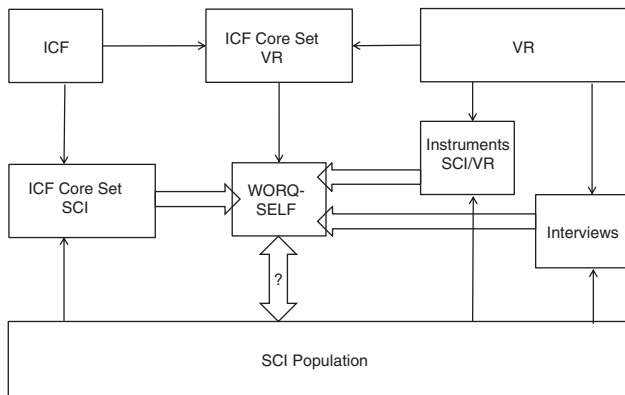 ICF
ICF Core Set
VR
VR
Instruments
SCI/VR
ICF Core Set
SCI
WORQ-
SELF
Interviews
?
SCI Population